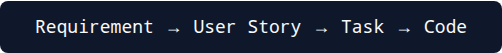 Requirement → User Story → Task → Code